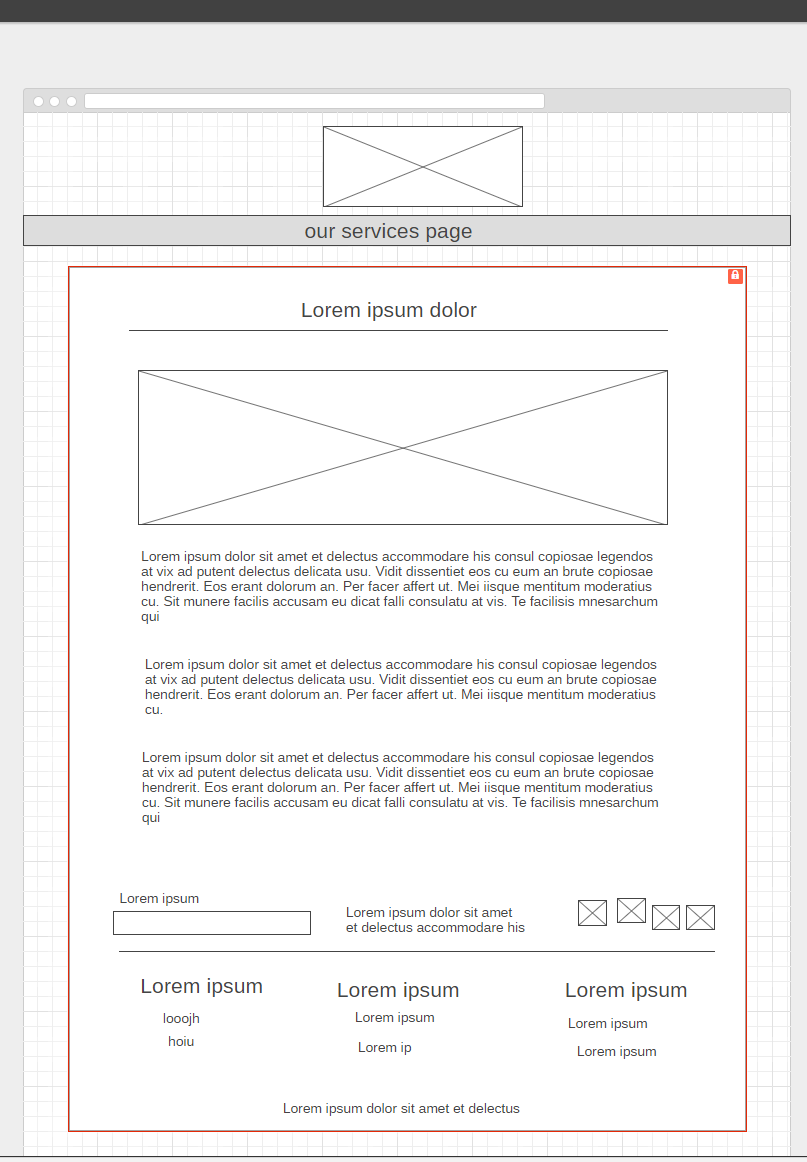 our services page
Lorem ipsum dolor
Lorem ipsum dolor sit amet et delectus accommodare his consul copiosae legendos
at vix ad putent delectus delicata usu. Vidit dissentiet eos cu eum an brute copiosae
hendrerit. Eos erant dolorum an. Per facer affert ut. Mei iisque mentitum moderatius
cu. Sit munere facilis accusam eu dicat falli consulatu at vis. Te facilisis mnesarchum
qui
Lorem ipsum dolor sit amet et delectus accommodare his consul copiosae legendos
at vix ad putent delectus delicata usu. Vidit dissentiet eos cu eum an brute copiosae
hendrerit. Eos erant dolorum an. Per facer affert ut. Mei iisque mentitum moderatius
cu.
Lorem ipsum dolor sit amet et delectus accommodare his consul copiosae legendos
at vix ad putent delectus delicata usu. Vidit dissentiet eos cu eum an brute copiosae
hendrerit. Eos erant dolorum an. Per facer affert ut. Mei iisque mentitum moderatius
cu. Sit munere facilis accusam eu dicat falli consulatu at vis. Te facilisis mnesarchum
qui
Lorem ipsum
Lorem ipsum dolor sit amet
et delectus accommodare his
Lorem ipsum
looojh
hoiu
Lorem ipsum
Lorem ipsum
Lorem ip
Lorem ipsum
Lorem ipsum
Lorem ipsum
Lorem ipsum dolor sit amet et delectus